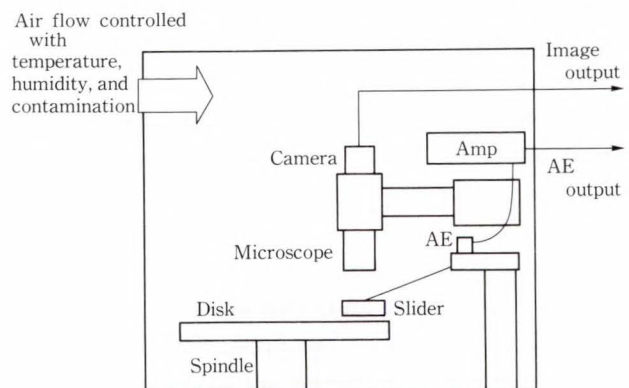 Air flow controlled
with
temperature,
humidity, and
contamination
Image
output
Camera
Amp
AE
output
AE
Microscope
Disk
Slider
Spindle